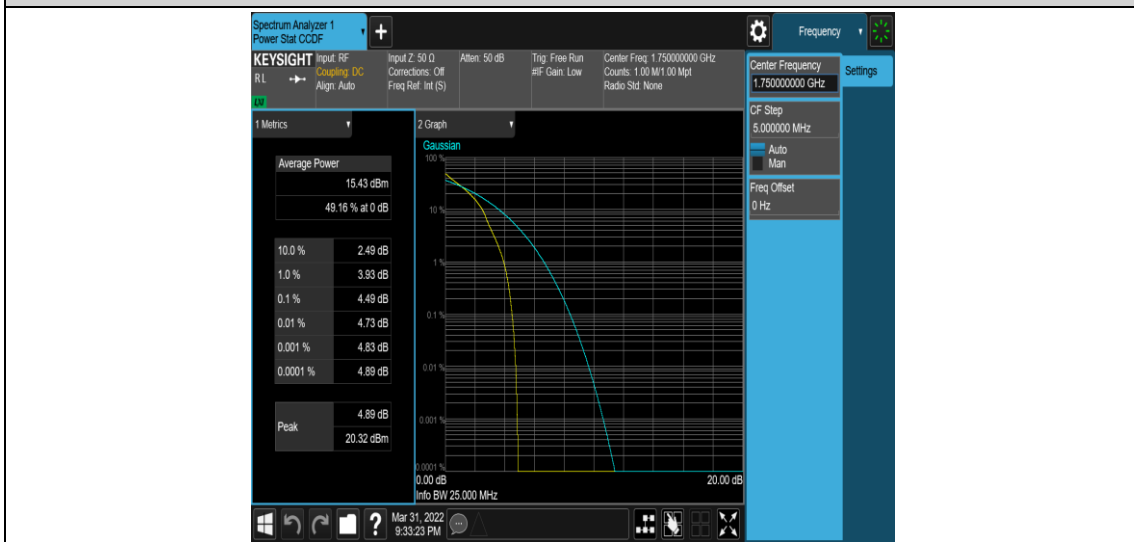 Spectrum Analyzer 1
Power Stat CCDF
+
Frequency
KEYSIGHT
RL
LXI
Input: RF
Coupling: DC
Align: Auto
Input Z: 50 Ω
Corrections: Off
Freq Ref: Int (S)
Atten: 50 dB
Trig: Free Run
#IF Gain: Low
Center Freq: 1.750000000 GHz
Counts: 1.00 M/1.00 Mpt
Radio Std: None
Center Frequency
1.750000000 GHz
Settings
CF Step
5.000000 MHz
Auto
Man
Freq Offset
0 Hz
1 Metrics
Average Power
15.43 dBm
49.16 % at 0 dB
10.0 % 2.49 dB
1.0 % 3.93 dB
0.1 % 4.49 dB
0.01 % 4.73 dB
0.001 % 4.83 dB
0.0001 % 4.89 dB
Peak
4.89 dB
20.32 dBm
2 Graph
Gaussian
100 %
10 %
1 %
0.1 %
0.01 %
0.001 %
0.0001 %
0.00 dB 20.00 dB
Info BW 25.000 MHz
?
Mar 31, 2022
9:33:23 PM